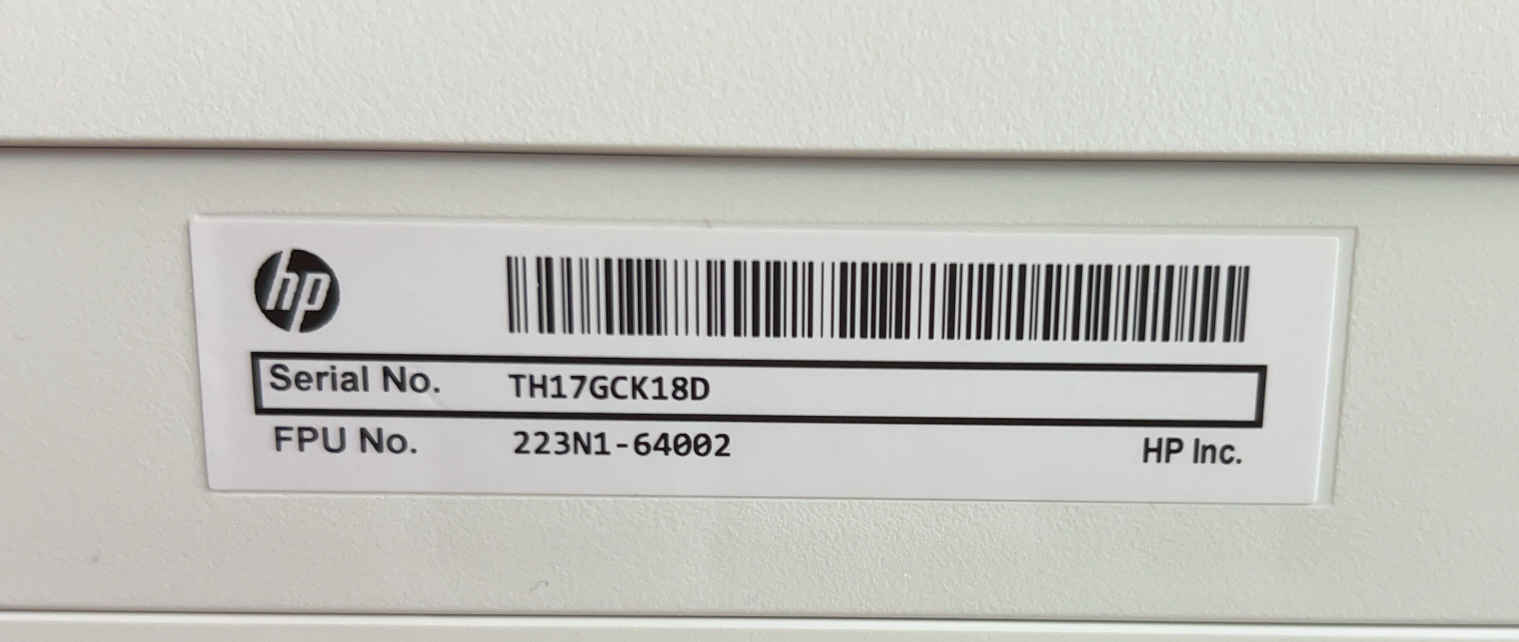 hp
Serial No. TH17GCK18D
FPU No. 223N1-64002
HP Inc.